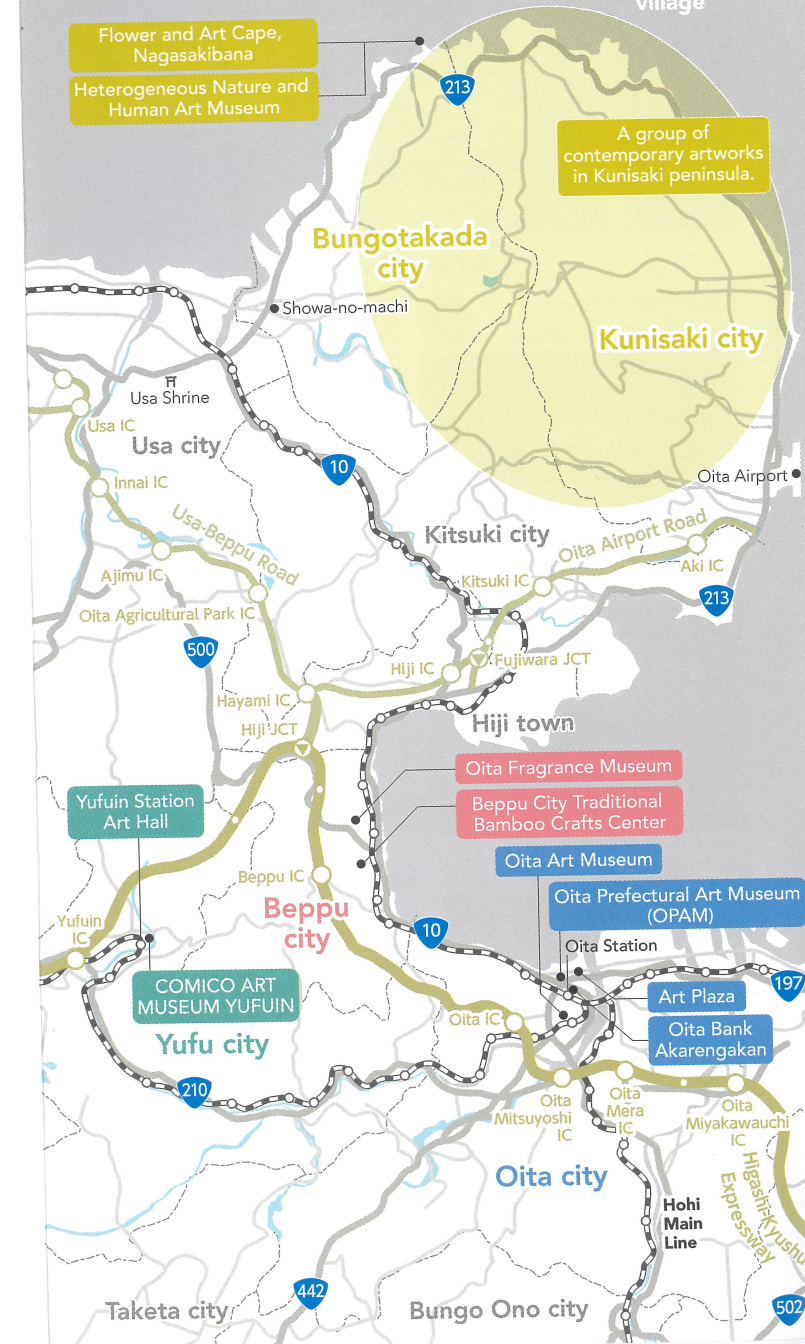 village
Flower and Art Cape,
Nagasakibana
Heterogeneous Nature and
Human Art Museum
213
A group of
contemporary artworks
in Kunisaki peninsula.
Bungotakada
city
Showa-no-machi
Kunisaki city
Usa Shrine
Usa IC
Usa city
10
Innai IC
Oita Airport
Usa-Beppu Road
Kitsuki city
Oita Airport Road
Ajimu IC
Aki IC
Kitsuki IC
213
Oita Agricultural Park IC
500
Fujiwara JCT
Hiji IC
Hayami IC
Hiji JCT
Hiji town
Oita Fragrance Museum
Yufuin Station
Art Hall
Beppu City Traditional
Bamboo Crafts Center
Oita Art Museum
Beppu IC
Oita Prefectural Art Museum
(OPAM)
Beppu
city
Yufuin
IC
10
Oita Station
197
COMICO ART
MUSEUM YUFUIN
Art Plaza
Oita IC
Oita Bank
Akarengakan
Yufu city
210
Oita
Mitsuyoshi
IC
Oita
Mera
IC
Oita
Miyakawauchi
IC
Oita city
Higashi-Kyushu
Expressway
Hohi
Main
Line
442
Taketa city
Bungo Ono city
502